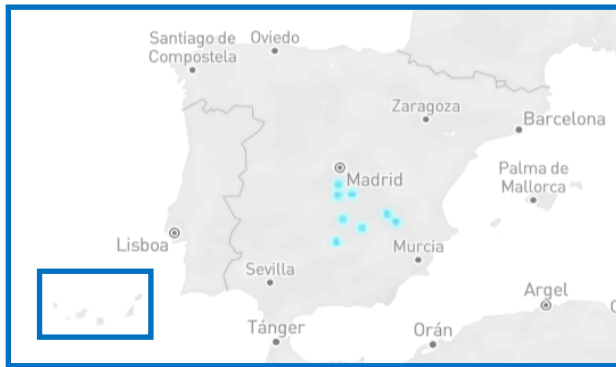 Santiago de
Compostela
Oviedo
Zaragoza
Barcelona
Madrid
Palma de
Mallorca
Lisboa
Murcia
Sevilla
Argel
Tánger
Orán